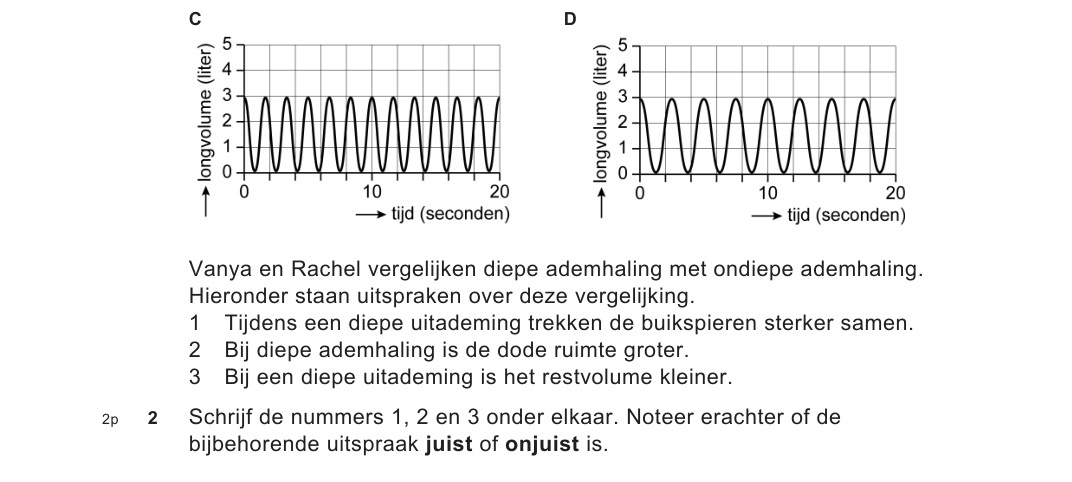 C D
5 5
4 4
3 3
2 2
1 1
0 0
longvolume (liter) longvolume (liter)
0 10 20 0 10 20
tijd (seconden) tijd (seconden)
Vanya en Rachel vergelijken diepe ademhaling met ondiepe ademhaling.
Hieronder staan uitspraken over deze vergelijking.
1 Tijdens een diepe uitademing trekken de buikspieren sterker samen.
2 Bij diepe ademhaling is de dode ruimte groter.
3 Bij een diepe uitademing is het restvolume kleiner.
2p 2 Schrijf de nummers 1, 2 en 3 onder elkaar. Noteer erachter of de
bijbehorende uitspraak juist of onjuist is.